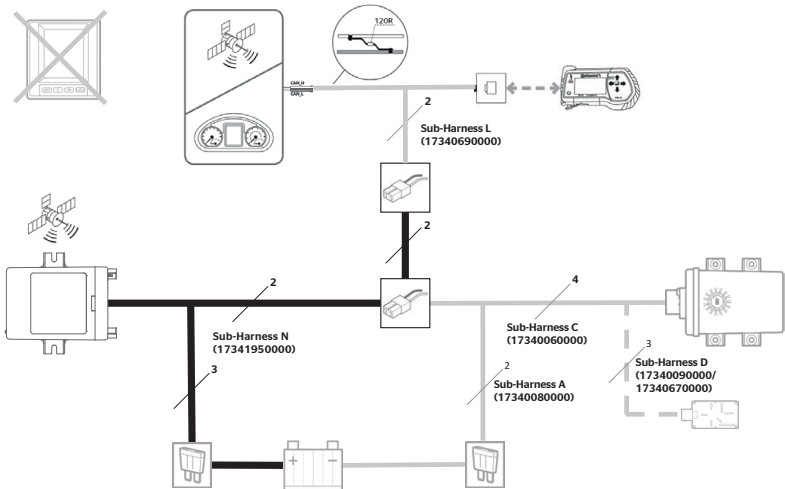 120R
CAN_H
CAN_L
2
Sub-Harness L
(17340690000)
2
2
4
Sub-Harness N
(17341950000)
Sub-Harness C
(17340060000)
3
2
Sub-Harness A
(17340080000)
3
Sub-Harness D
(17340090000/
17340670000)
+ −